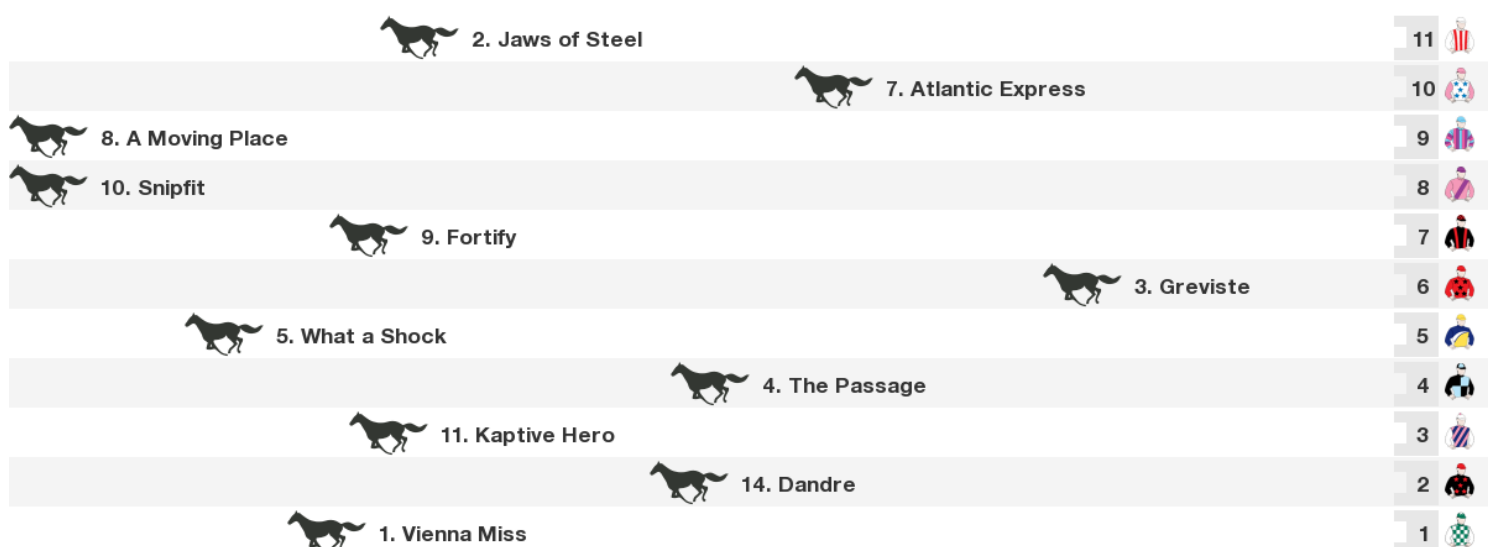 2. Jaws of Steel 11
7. Atlantic Express 10
8. A Moving Place 9
10. Snipfit 8
9. Fortify 7
3. Greviste 6
5. What a Shock 5
4. The Passage 4
11. Kaptive Hero 3
14. Dandre 2
1. Vienna Miss 1